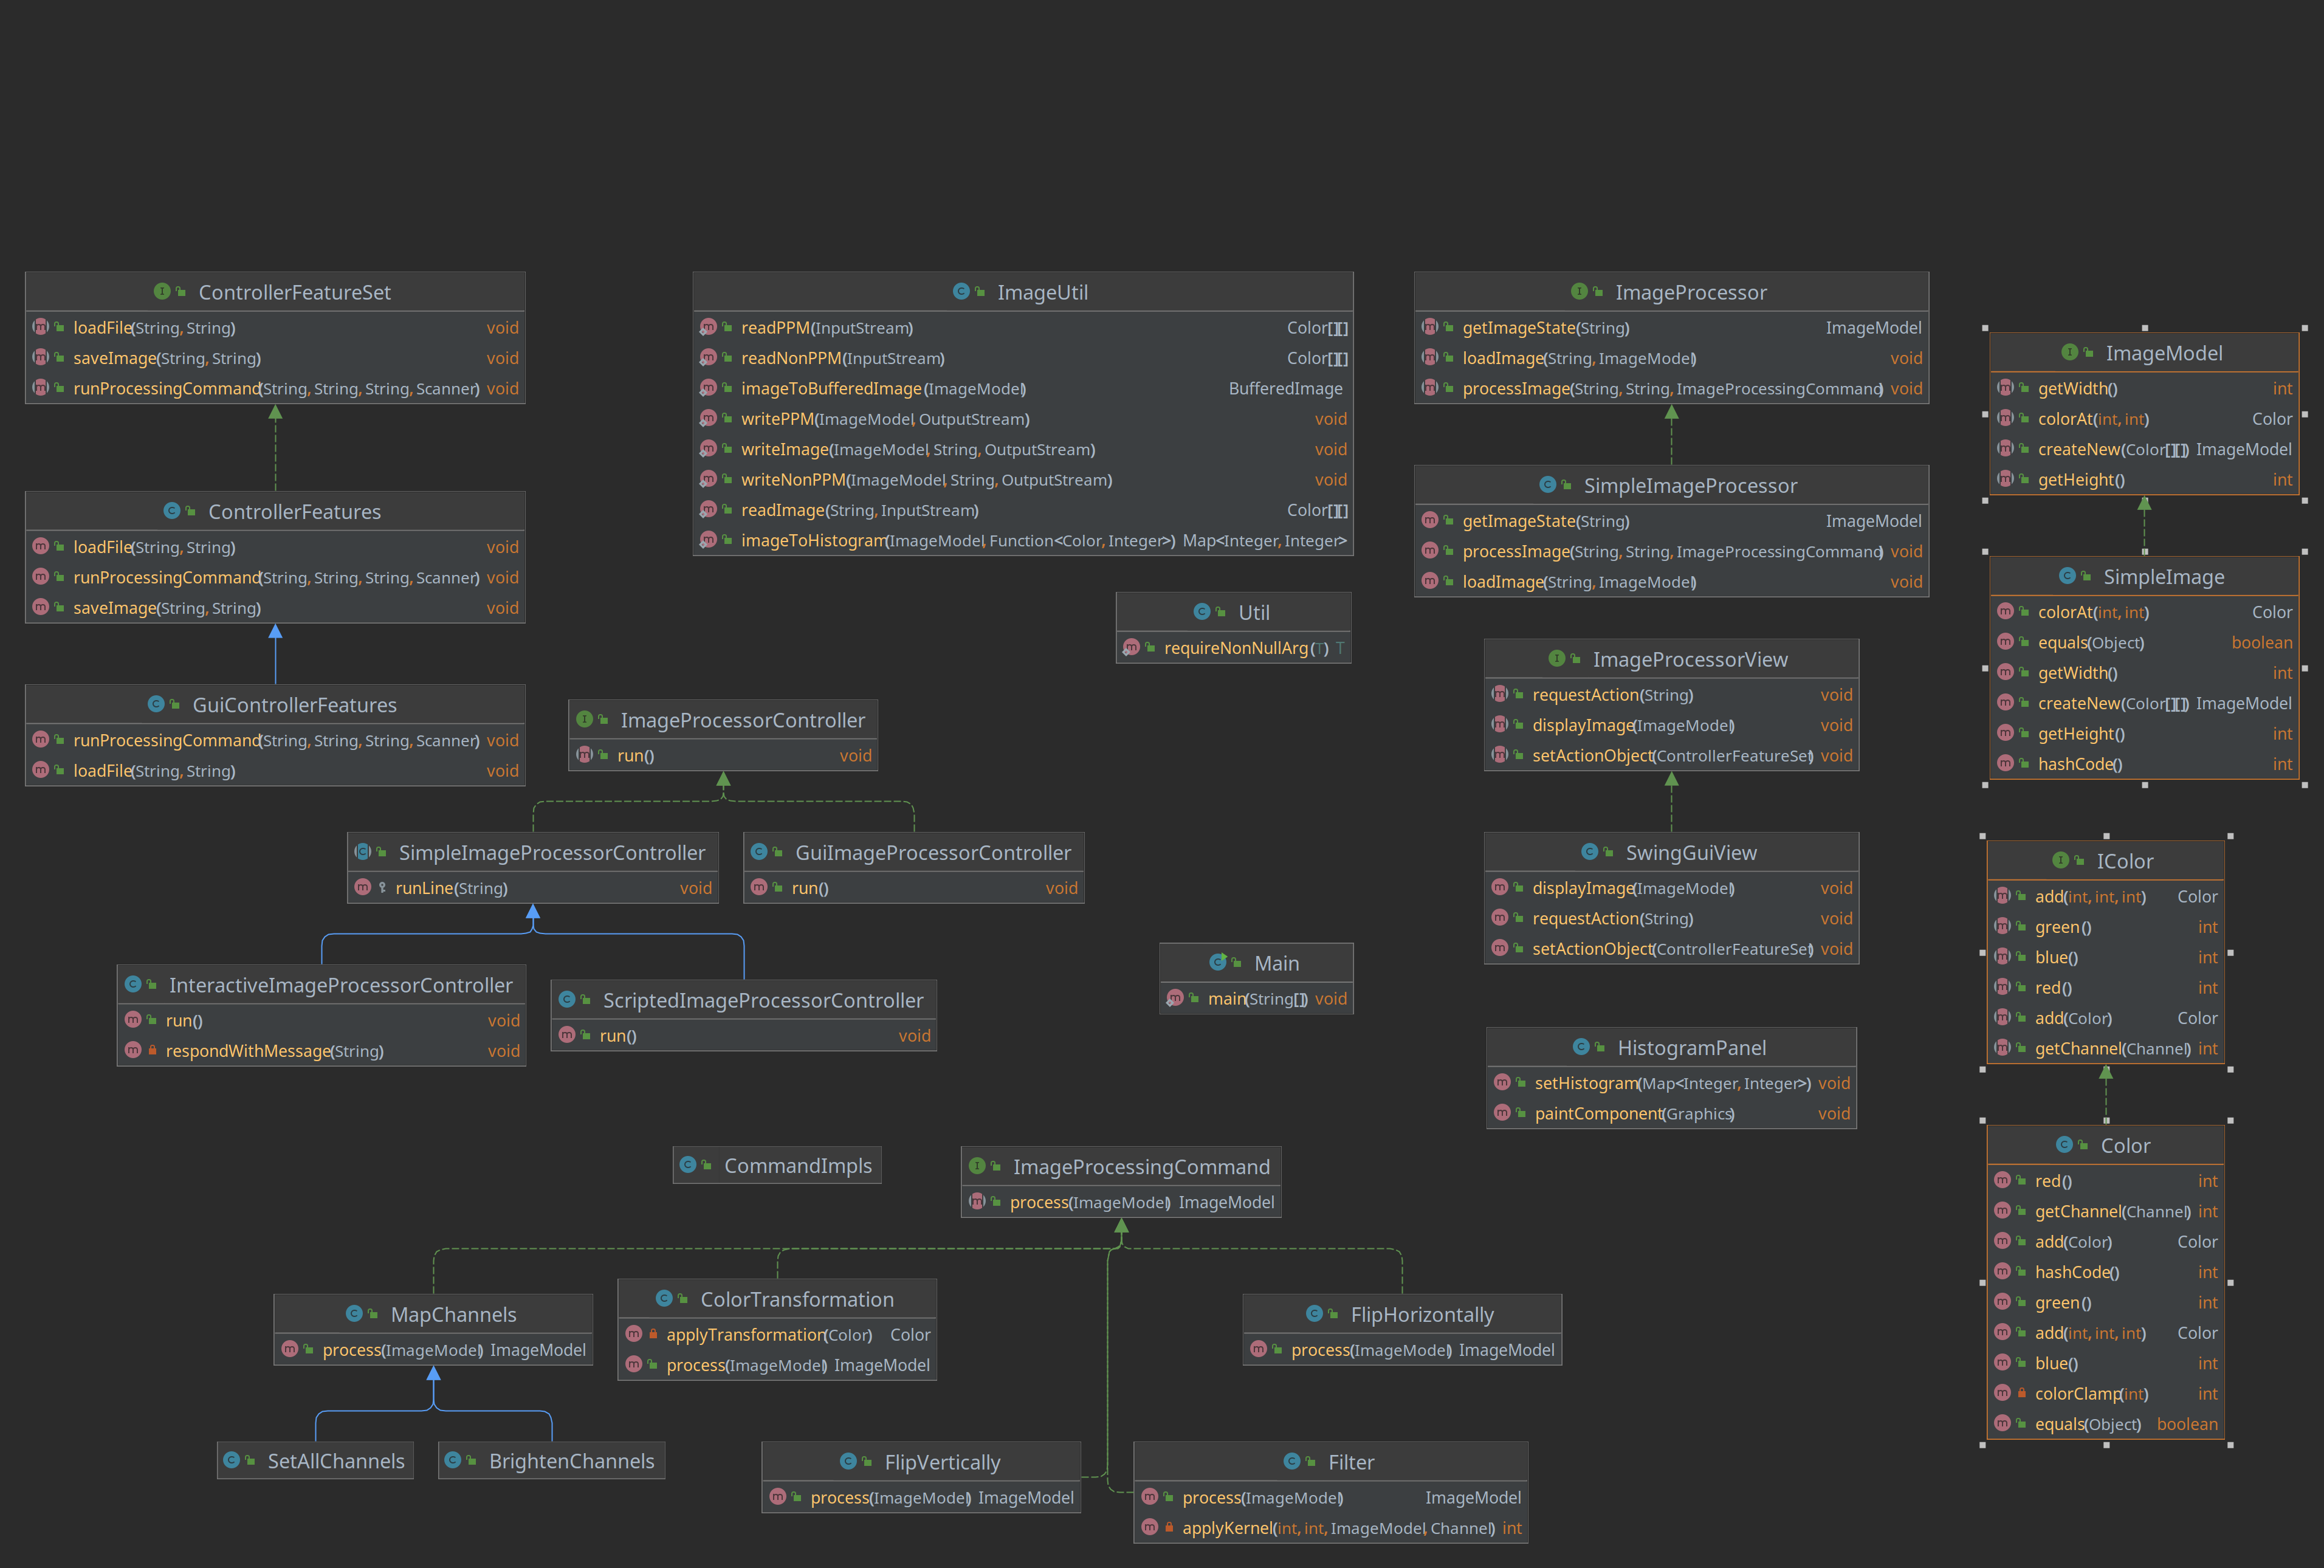 ControllerFeatureSet
loadFile(String, String) void
saveImage(String, String) void
runProcessingCommand(String, String, String, Scanner) void
ControllerFeatures
loadFile(String, String) void
runProcessingCommand(String, String, String, Scanner) void
saveImage(String, String) void
GuiControllerFeatures
runProcessingCommand(String, String, String, Scanner) void
loadFile(String, String) void
ImageUtil
readPPM(InputStream) Color[][]
readNonPPM(InputStream) Color[][]
imageToBufferedImage(ImageModel) BufferedImage
writePPM(ImageModel, OutputStream) void
writeImage(ImageModel, String, OutputStream) void
writeNonPPM(ImageModel, String, OutputStream) void
readImage(String, InputStream) Color[][]
imageToHistogram(ImageModel, Function<Color, Integer>) Map<Integer, Integer>
Util
requireNonNullArg(T) T
ImageProcessor
getImageState(String) ImageModel
loadImage(String, ImageModel) void
processImage(String, String, ImageProcessingCommand) void
SimpleImageProcessor
getImageState(String) ImageModel
processImage(String, String, ImageProcessingCommand) void
loadImage(String, ImageModel) void
ImageModel
getWidth() int
colorAt(int, int) Color
createNew(Color[][]) ImageModel
getHeight() int
SimpleImage
colorAt(int, int) Color
equals(Object) boolean
getWidth() int
createNew(Color[][]) ImageModel
getHeight() int
hashCode() int
ImageProcessorController
run() void
SimpleImageProcessorController
runLine(String) void
GuiImageProcessorController
run() void
InteractiveImageProcessorController
run() void
respondWithMessage(String) void
ScriptedImageProcessorController
run() void
ImageProcessorView
requestAction(String) void
displayImage(ImageModel) void
setActionObject(ControllerFeatureSet) void
SwingGuiView
displayImage(ImageModel) void
requestAction(String) void
setActionObject(ControllerFeatureSet) void
Main
main(String[]) void
HistogramPanel
setHistogram(Map<Integer, Integer>) void
paintComponent(Graphics) void
IColor
add(int, int, int) Color
green() int
blue() int
red() int
add(Color) Color
getChannel(Channel) int
Color
red() int
getChannel(Channel) int
add(Color) Color
hashCode() int
green() int
add(int, int, int) Color
blue() int
colorClamp(int) int
equals(Object) boolean
CommandImpls
ImageProcessingCommand
process(ImageModel) ImageModel
MapChannels
process(ImageModel) ImageModel
ColorTransformation
applyTransformation(Color) Color
process(ImageModel) ImageModel
FlipHorizontally
process(ImageModel) ImageModel
SetAllChannels
BrightenChannels
FlipVertically
process(ImageModel) ImageModel
Filter
process(ImageModel) ImageModel
applyKernel(int, int, ImageModel, Channel) int